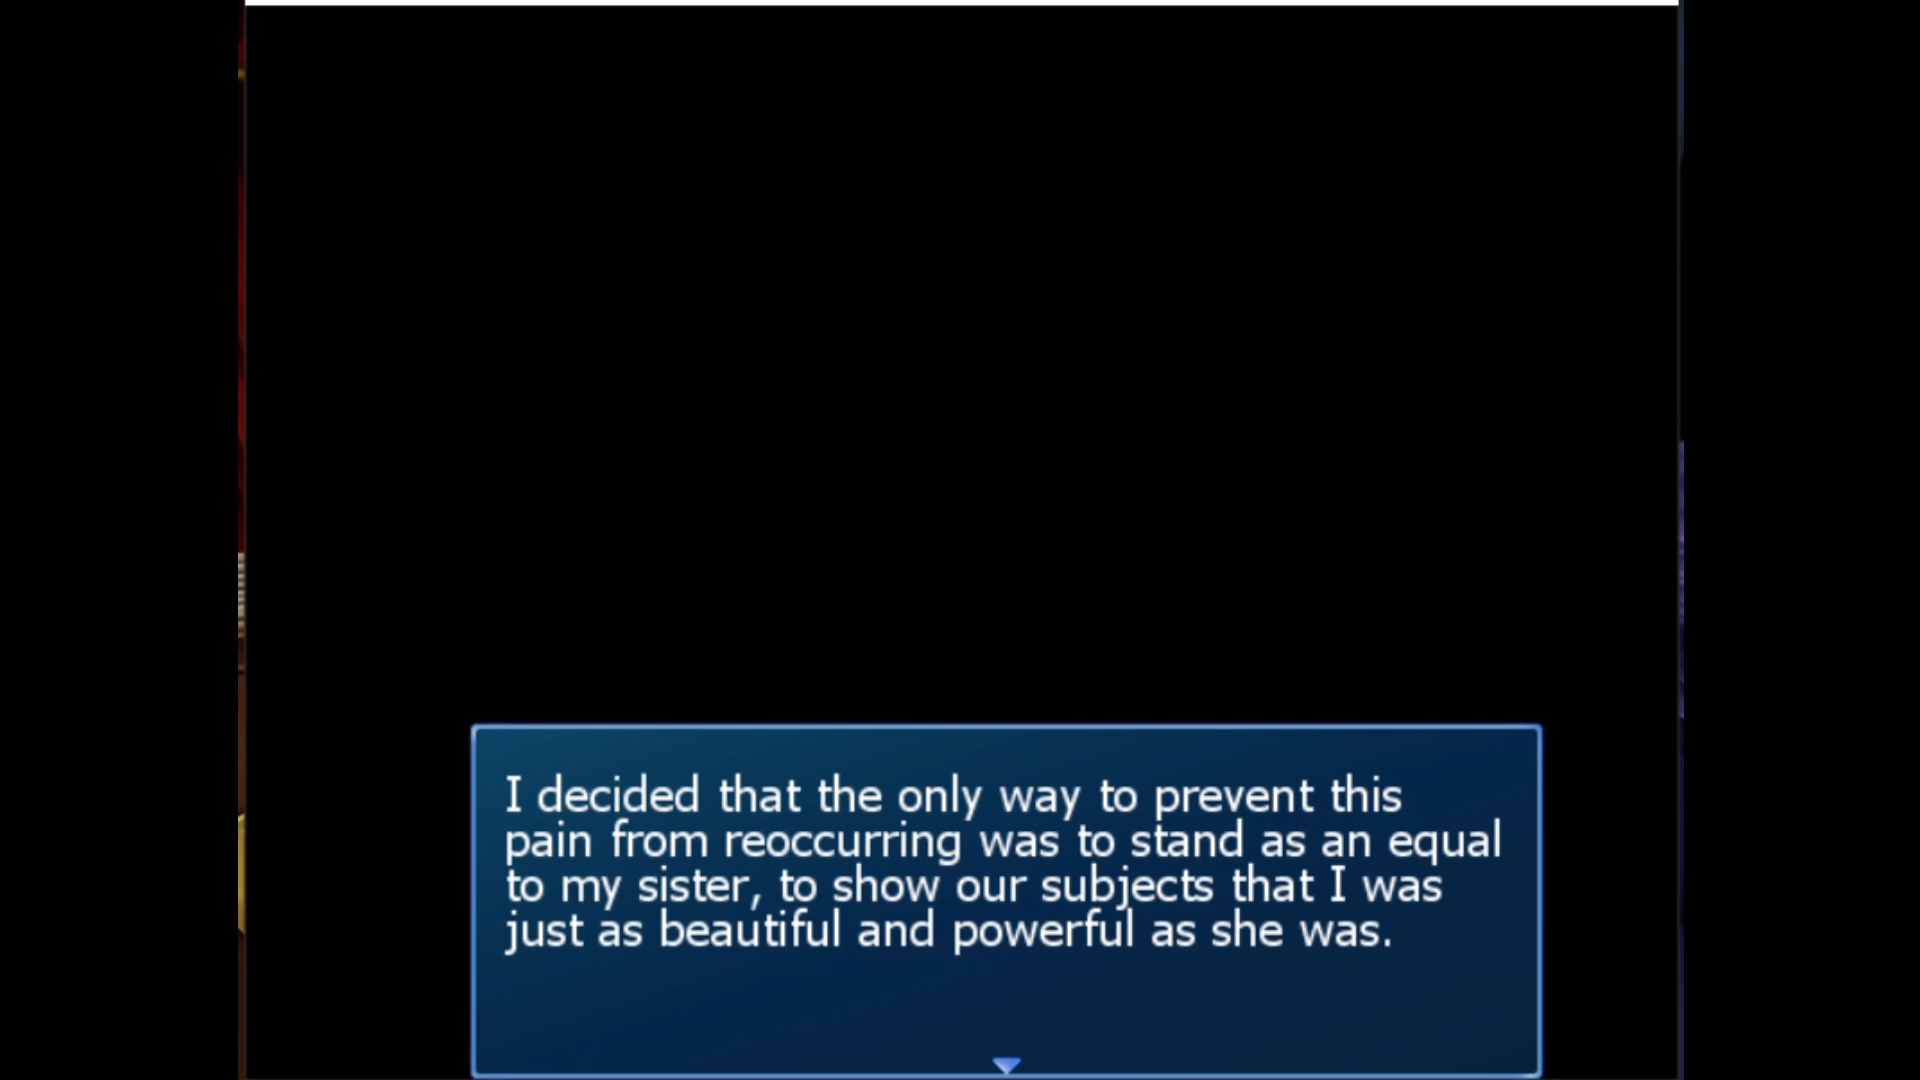 I decided that the only way to prevent this
pain from reoccurring was to stand as an equal
to my sister, to show our subjects that I was
just as beautiful and powerful as she was.